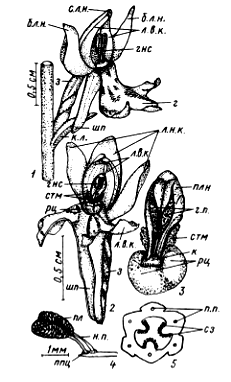 с.л.н.
б.л.н.
б.л.н.
л.в.к.
гнс
0,5 см
з
г
шп
к.л.
1
л.н.к.
л.в.к.
гнс
стм
рц
л.в.к.
0,5 см
з
шп
2
плн
г.п.
стм
к
рц
3
пл
н.п.
1мм
ппц
4
п.п.
сз
5